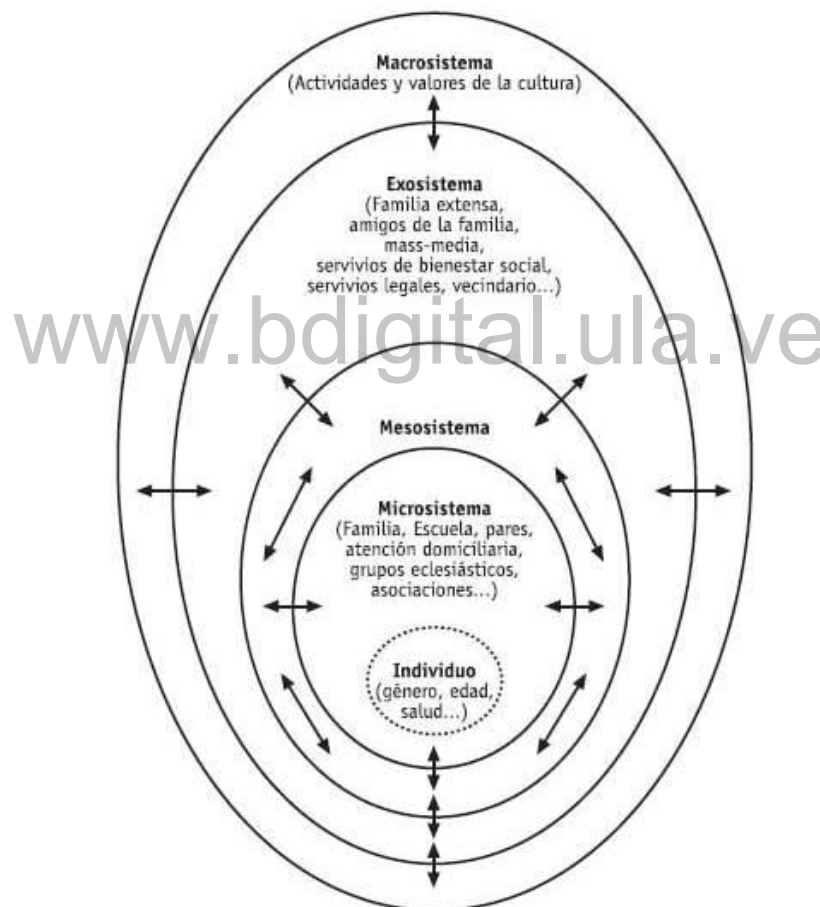 Macrosistema
(Actividades y valores de la cultura)
Exosistema
(Familia extensa,
amigos de la familia,
mass-media,
servivios de bienestar social,
servivios legales, vecindario...)
www.bdigital.ula.ve
Mesosistema
Microsistema
(Familia, Escuela, pares,
atención domiciliaria,
grupos eclesiásticos,
asociaciones...)
Individuo
(género, edad,
salud...)